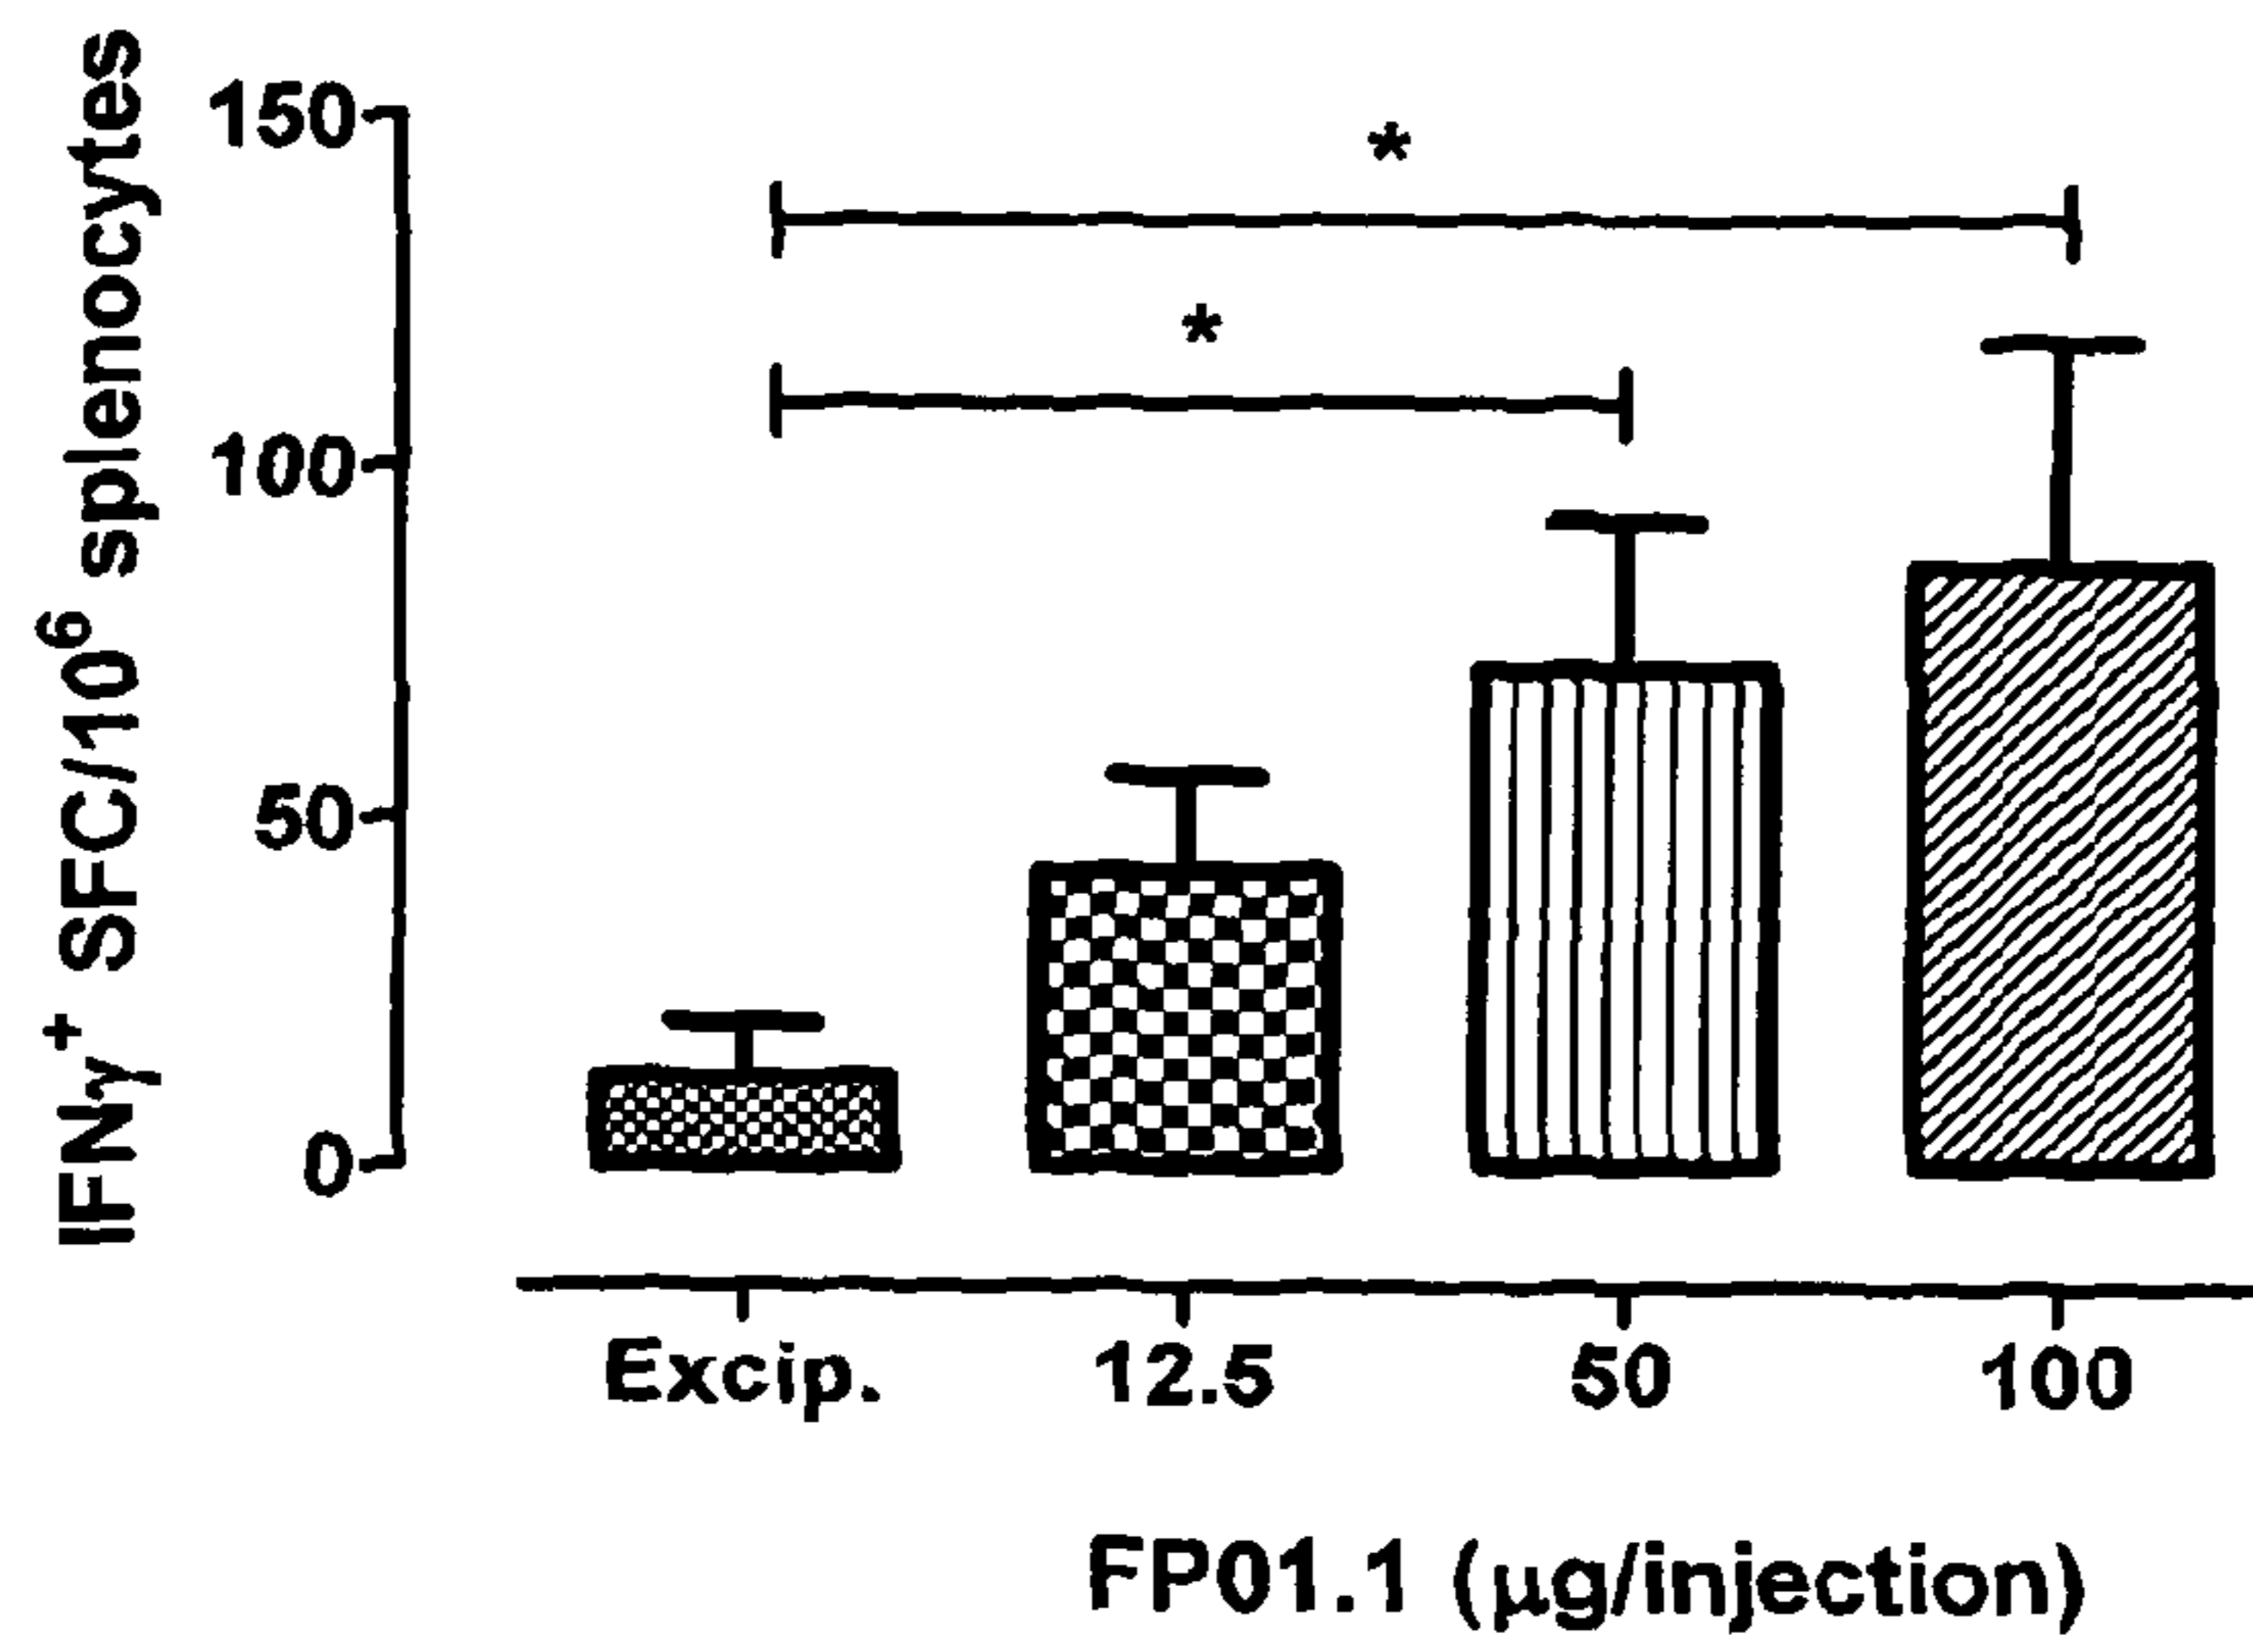 IFNγ⁺ SFC/10⁶ splenocytes
150
100
50
0
*
*
Excip. 12.5 50 100
FP01.1 (µg/injection)